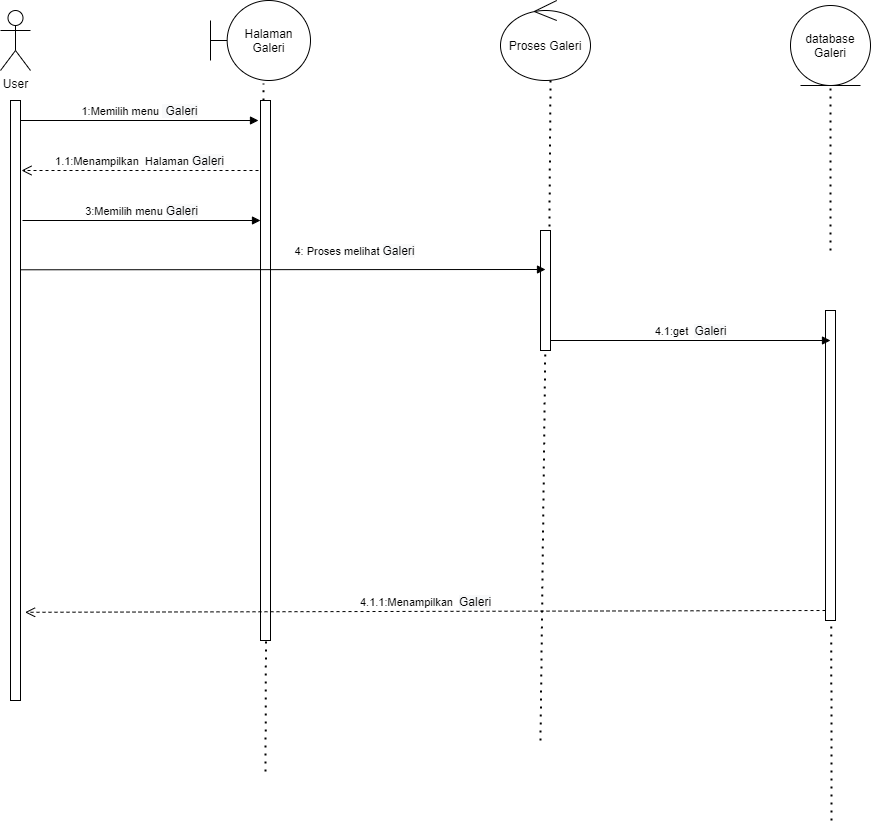 User
Halaman
Galeri
Proses Galeri
database
Galeri
1:Memilih menu Galeri
1.1:Menampilkan Halaman Galeri
3:Memilih menu Galeri
4: Proses melihat Galeri
4.1:get Galeri
4.1.1:Menampilkan Galeri